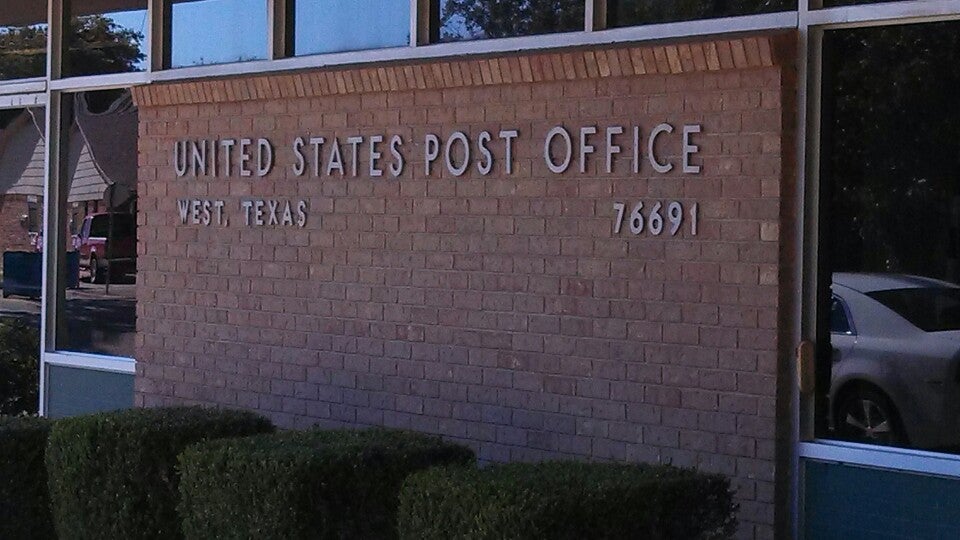 UNITED STATES POST OFFICE
WEST, TEXAS 76691